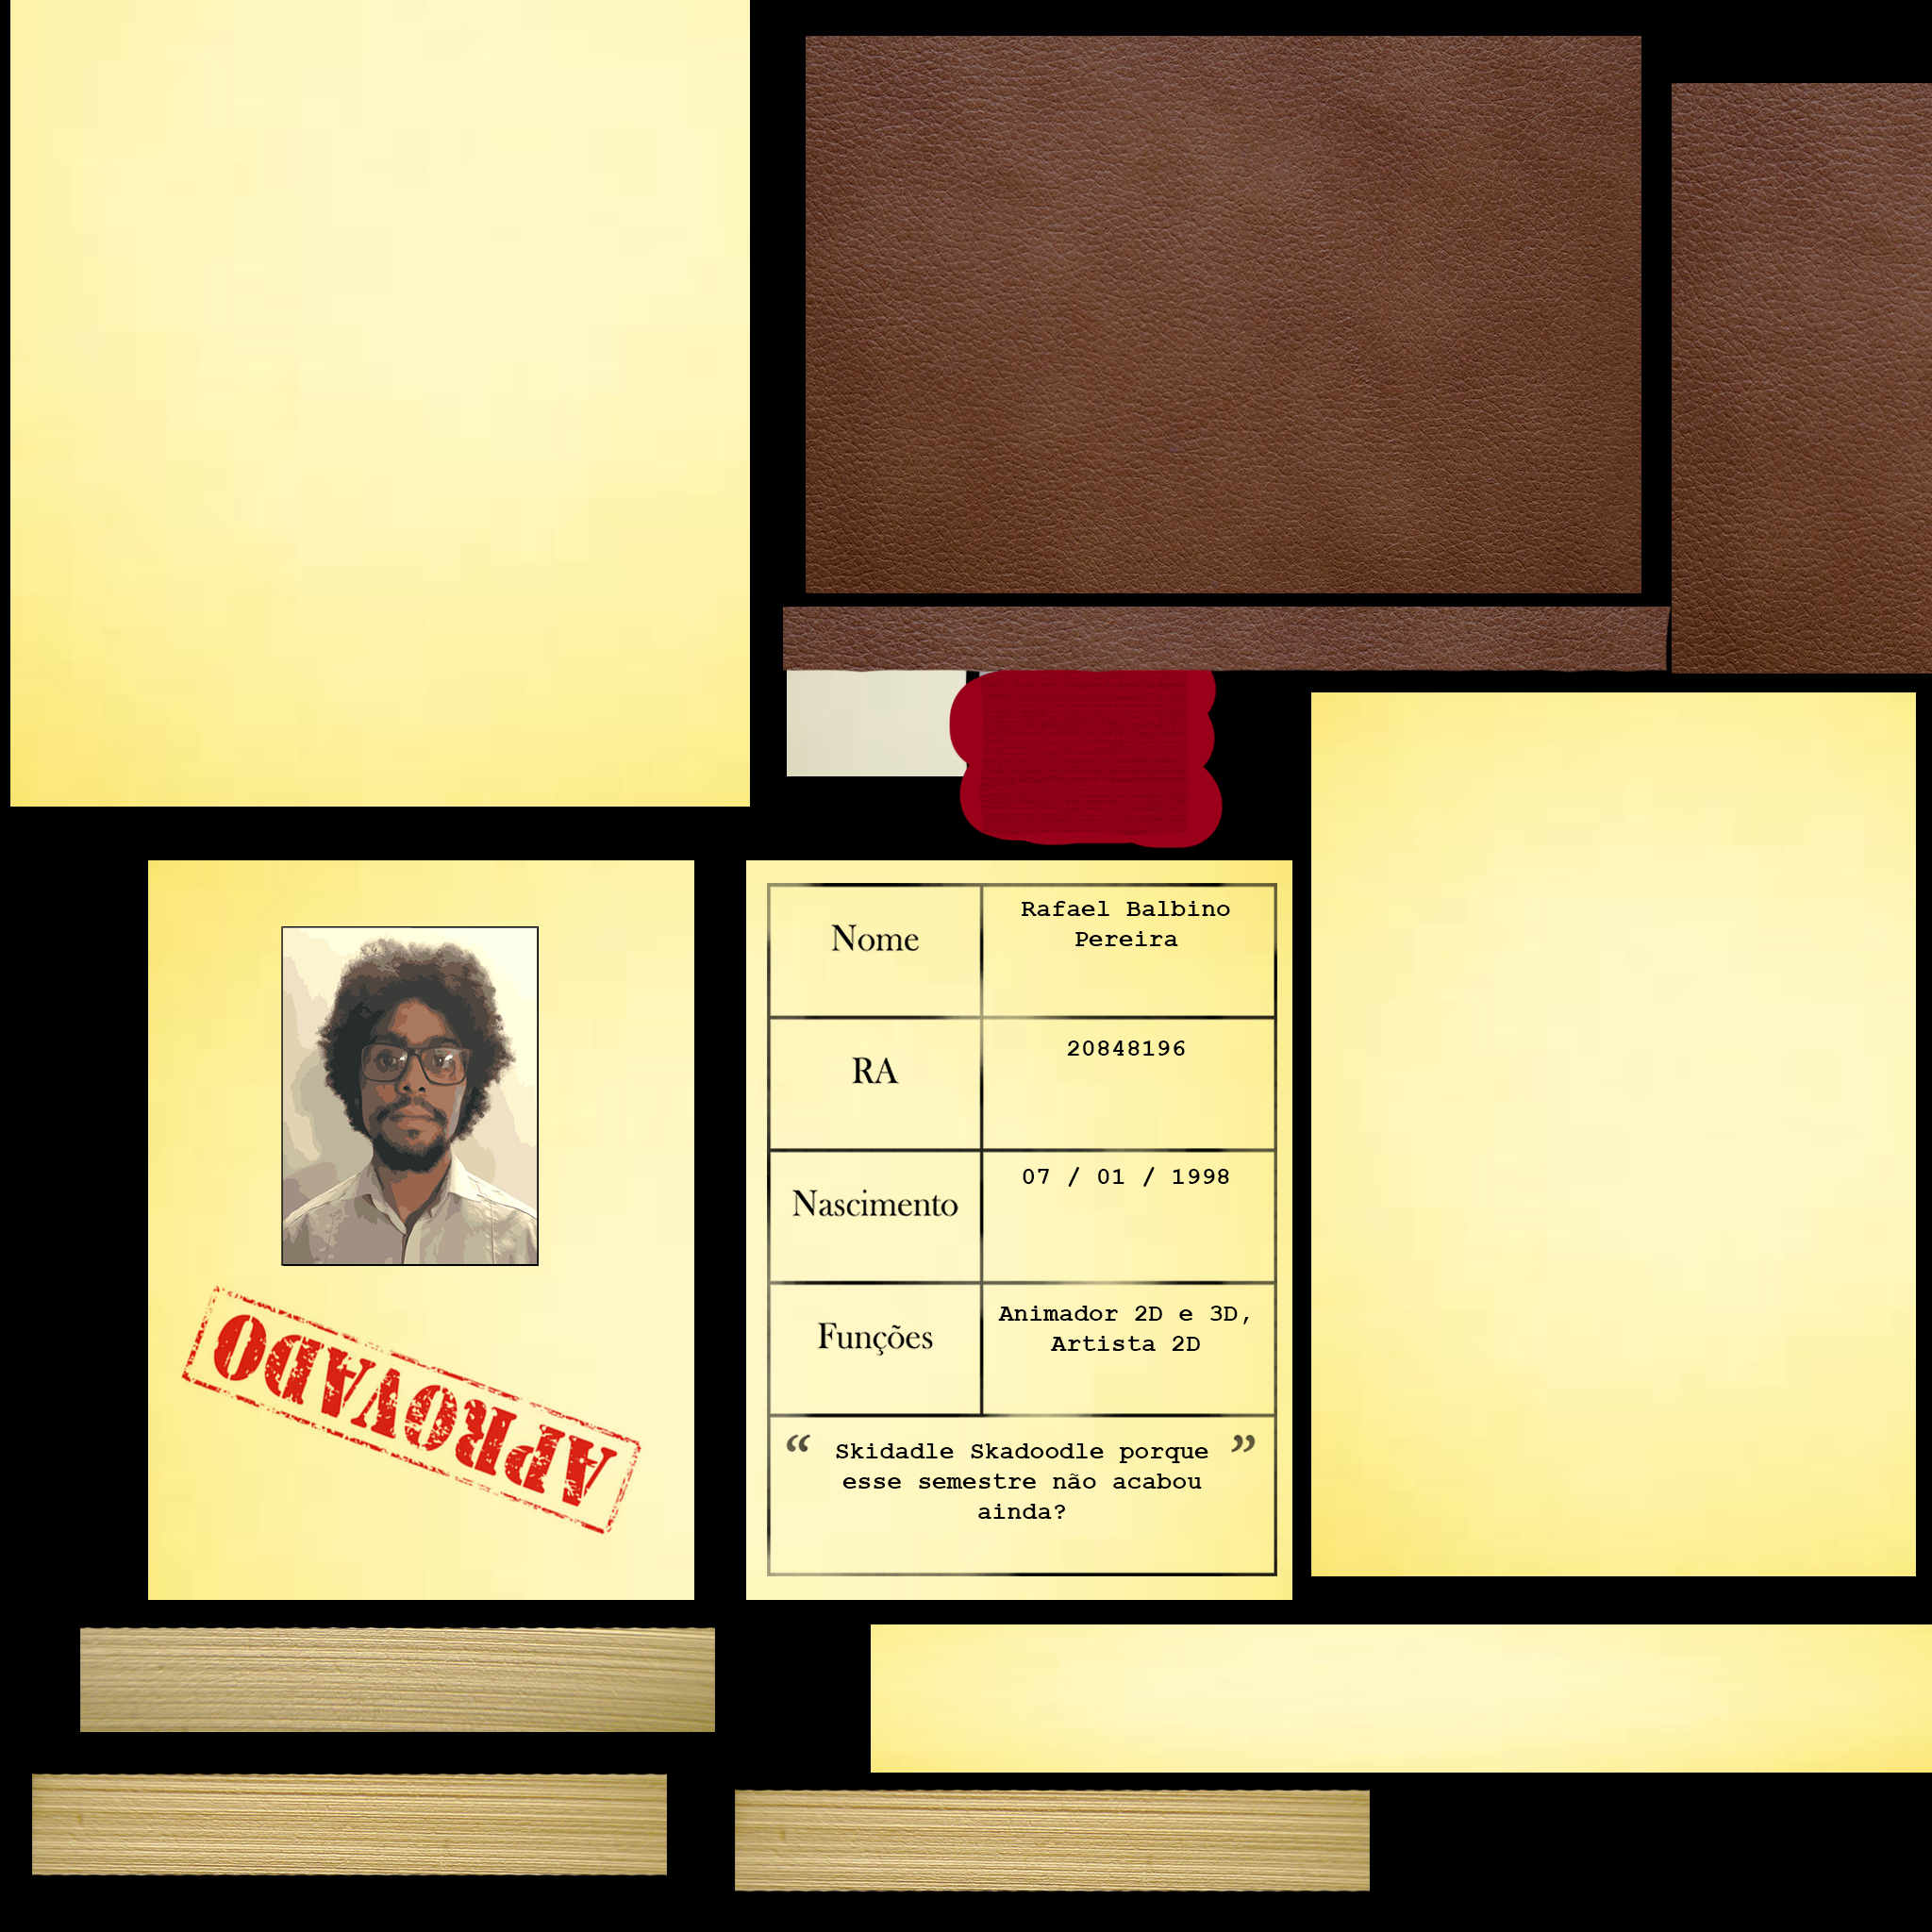 APROVADO
Nome
Rafael Balbino
Pereira
RA
20848196
Nascimento
07 / 01 / 1998
Funções
Animador 2D e 3D,
Artista 2D
“ Skidadle Skadoodle porque ”
esse semestre não acabou
ainda?